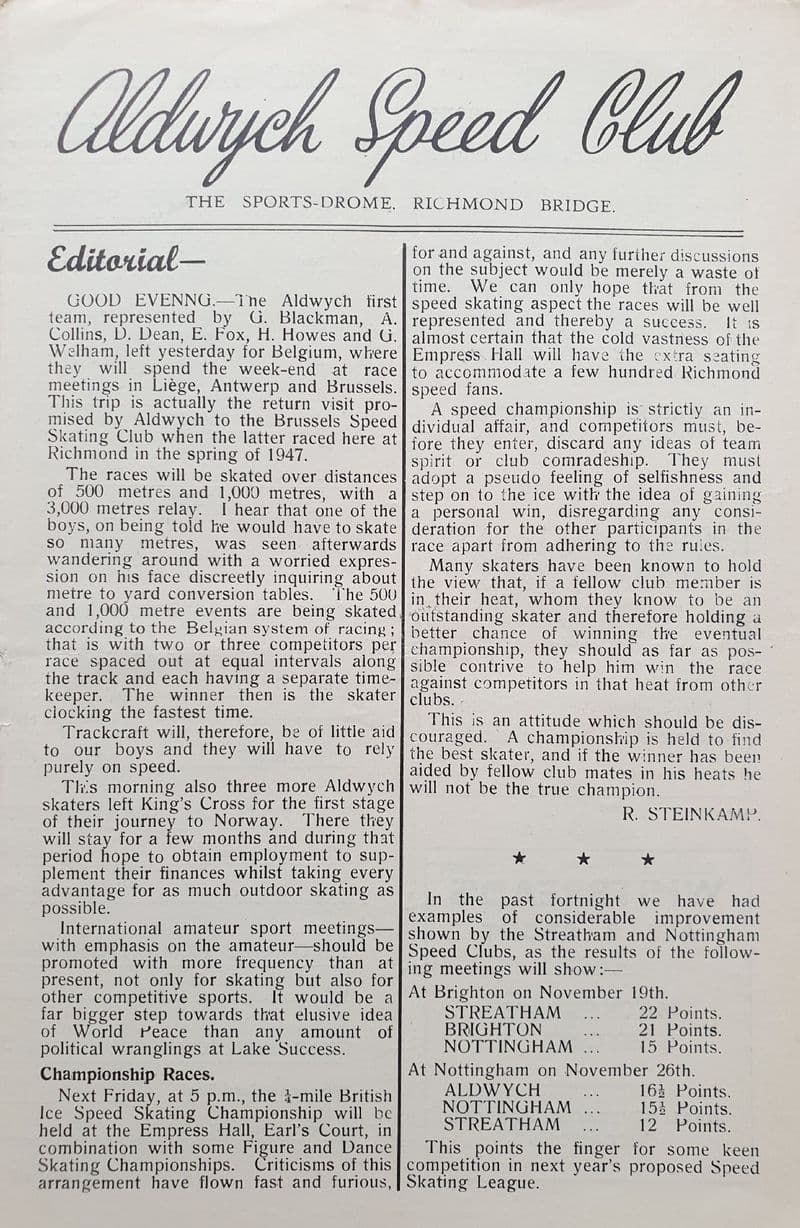 Aldwych Speed Club
THE SPORTS-DROME, RICHMOND BRIDGE.
Editorial—
GOOD EVENNG.—The Aldwych first
team, represented by G. Blackman, A.
Collins, D. Dean, E. Fox, H. Howes and G.
Welham, left yesterday for Belgium, where
they will spend the week-end at race
meetings in Liège, Antwerp and Brussels.
This trip is actually the return visit pro-
mised by Aldwych to the Brussels Speed
Skating Club when the latter raced here at
Richmond in the spring of 1947.
The races will be skated over distances
of 500 metres and 1,000 metres, with a
3,000 metres relay. I hear that one of the
boys, on being told he would have to skate
so many metres, was seen afterwards
wandering around with a worried expres-
sion on his face discreetly inquiring about
metre to yard conversion tables. The 500
and 1,000 metre events are being skated
according to the Belgian system of racing;
that is with two or three competitors per
race spaced out at equal intervals along
the track and each having a separate time-
keeper. The winner then is the skater
clocking the fastest time.
Trackcraft will, therefore, be of little aid
to our boys and they will have to rely
purely on speed.
This morning also three more Aldwych
skaters left King's Cross for the first stage
of their journey to Norway. There they
will stay for a few months and during that
period hope to obtain employment to sup-
plement their finances whilst taking every
advantage for as much outdoor skating as
possible.
International amateur sport meetings—
with emphasis on the amateur—should be
promoted with more frequency than at
present, not only for skating but also for
other competitive sports. It would be a
far bigger step towards that elusive idea
of World Peace than any amount of
political wranglings at Lake Success.
Championship Races.
Next Friday, at 5 p.m., the ¾-mile British
Ice Speed Skating Championship will be
held at the Empress Hall, Earl's Court, in
combination with some Figure and Dance
Skating Championships. Criticisms of this
arrangement have flown fast and furious,
for and against, and any further discussions
on the subject would be merely a waste of
time. We can only hope that from the
speed skating aspect the races will be well
represented and thereby a success. It is
almost certain that the cold vastness of the
Empress Hall will have the extra seating
to accommodate a few hundred Richmond
speed fans.
A speed championship is strictly an in-
dividual affair, and competitors must, be-
fore they enter, discard any ideas of team
spirit or club comradeship. They must
adopt a pseudo feeling of selfishness and
step on to the ice with the idea of gaining
a personal win, disregarding any consi-
deration for the other participants in the
race apart from adhering to the rules.
Many skaters have been known to hold
the view that, if a fellow club member is
in their heat, whom they know to be an
outstanding skater and therefore holding a
better chance of winning the eventual
championship, they should as far as pos-
sible contrive to help him win the race
against competitors in that heat from other
clubs.
This is an attitude which should be dis-
couraged. A championship is held to find
the best skater, and if the winner has been
aided by fellow club mates in his heats he
will not be the true champion.
R. STEINKAMP.
★ ★ ★
In the past fortnight we have had
examples of considerable improvement
shown by the Streatham and Nottingham
Speed Clubs, as the results of the follow-
ing meetings will show:—
At Brighton on November 19th.
STREATHAM ... 22 Points.
BRIGHTON ... 21 Points.
NOTTINGHAM ... 15 Points.
At Nottingham on November 26th.
ALDWYCH ... 16½ Points.
NOTTINGHAM ... 15½ Points.
STREATHAM ... 12 Points.
This points the finger for some keen
competition in next year's proposed Speed
Skating League.